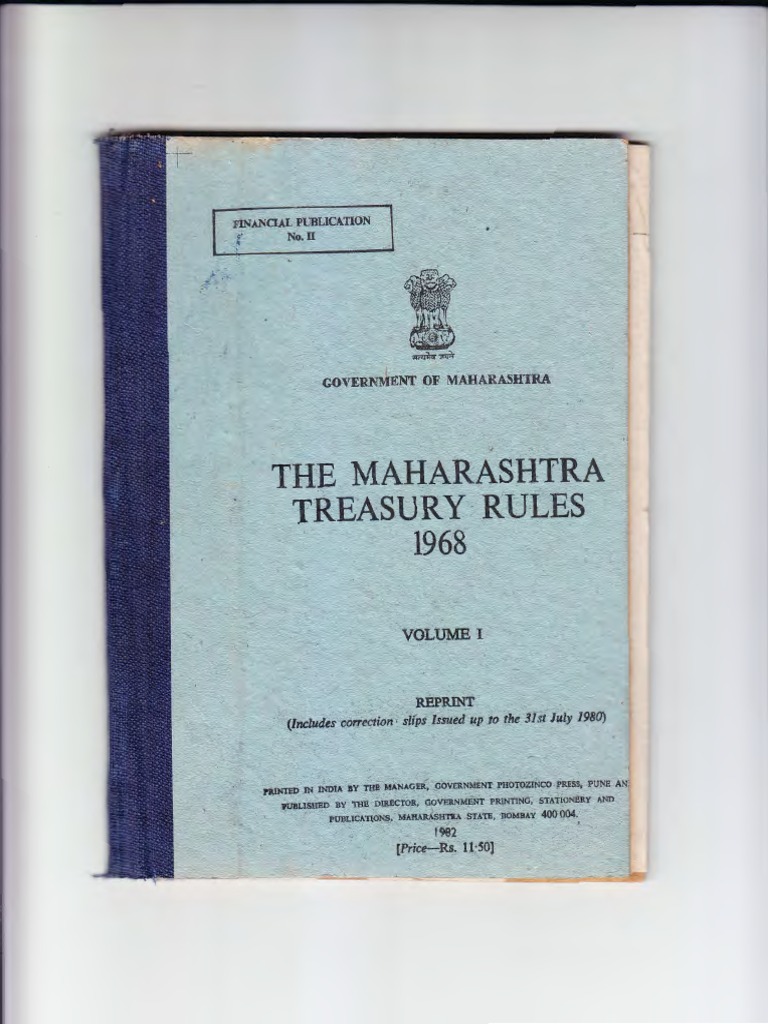 FINANCIAL PUBLICATION
No. II
सत्यमेव जयते
GOVERNMENT OF MAHARASHTRA
THE MAHARASHTRA
TREASURY RULES
1968
VOLUME I
REPRINT
(Includes correction slips Issued up to the 31st July 1980)
PRINTED IN INDIA BY THE MANAGER, GOVERNMENT PHOTOZINCO PRESS, PUNE AN
PUBLISHED BY THE DIRECTOR, GOVERNMENT PRINTING, STATIONERY AND
PUBLICATIONS, MAHARASHTRA STATE, BOMBAY 400 004.
1982
[Price—Rs. 11·50]